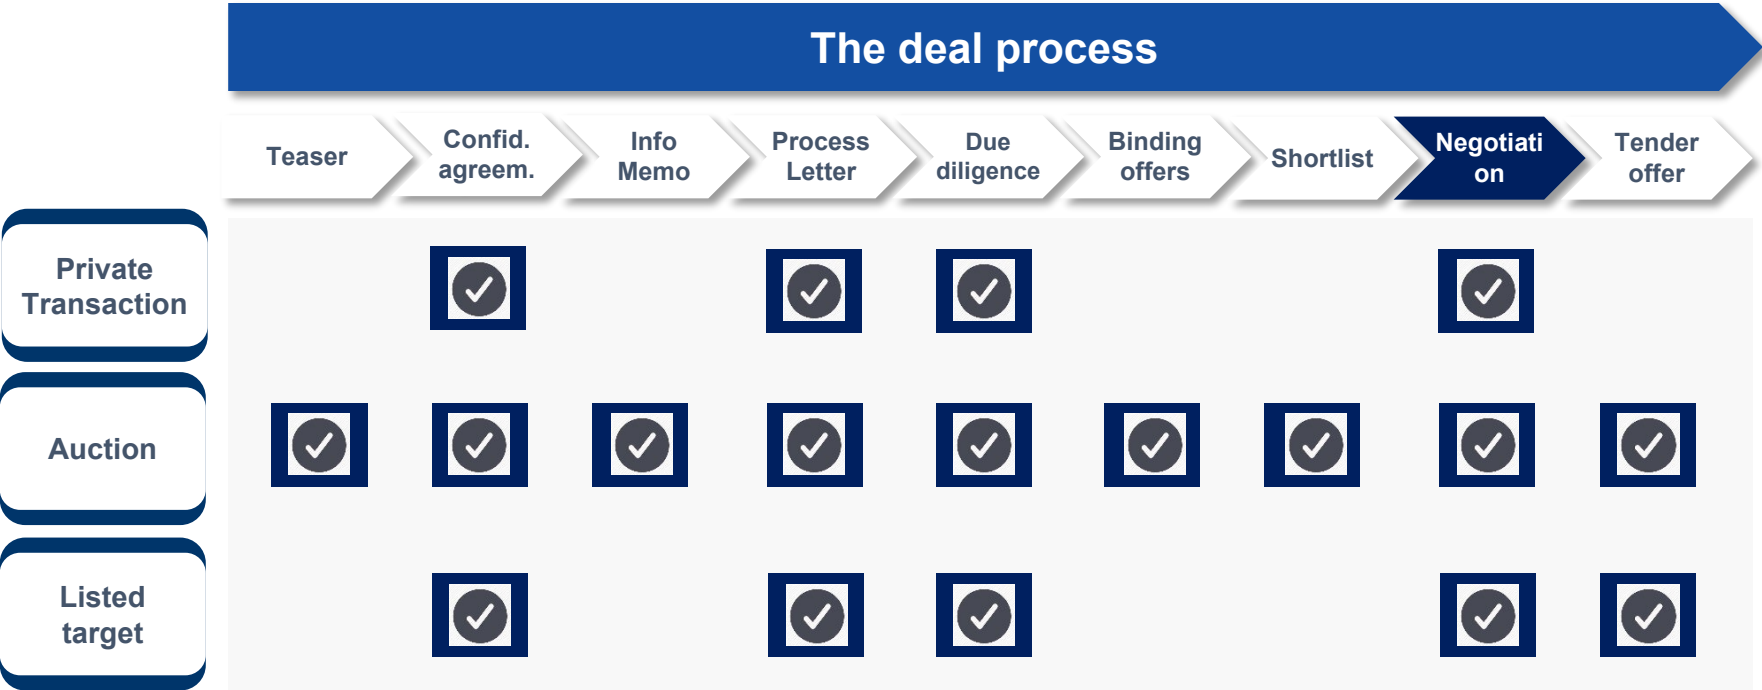 The deal process
Teaser
Confid.
agreem.
Info
Memo
Process
Letter
Due
diligence
Binding
offers
Shortlist
Negotiati
on
Tender
offer
Private
Transaction
Auction
Listed
target